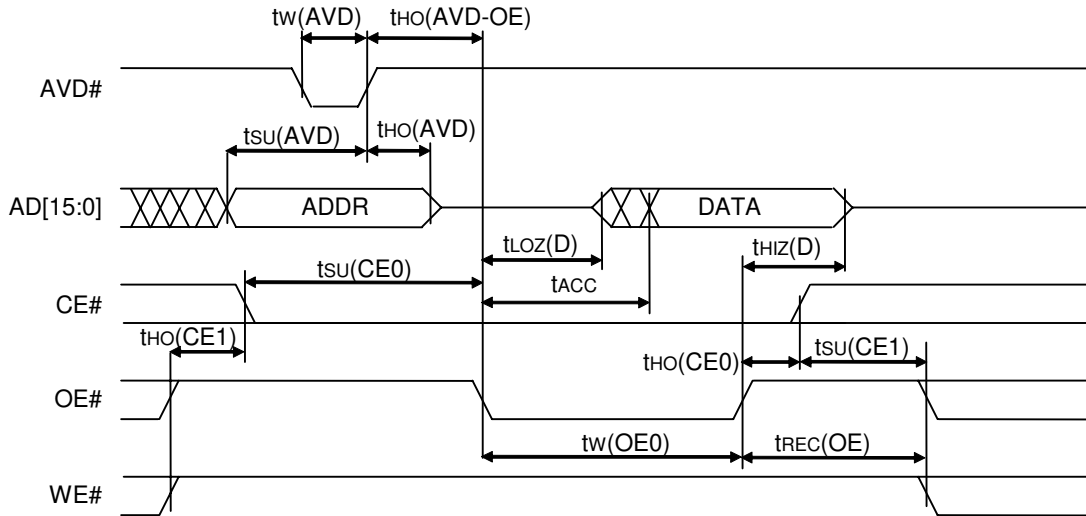 tW(AVD) tHO(AVD-OE)
AVD#
tSU(AVD) tHO(AVD)
AD[15:0] ADDR DATA
tLOZ(D) tHIZ(D)
tSU(CE0) tACC
CE#
tHO(CE1) tHO(CE0) tSU(CE1)
OE#
tW(OE0) tREC(OE)
WE#